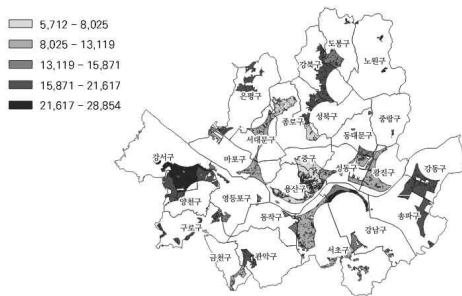 5,712 – 8,025
8,025 – 13,119
13,119 – 15,871
15,871 – 21,617
21,617 – 28,854
도봉구
강북구
노원구
은평구
종로구
성북구
중랑구
서대문구
동대문구
강서구
마포구
중구
성동구
광진구
강동구
양천구
영등포구
용산구
동작구
송파구
구로구
강남구
금천구
관악구
서초구